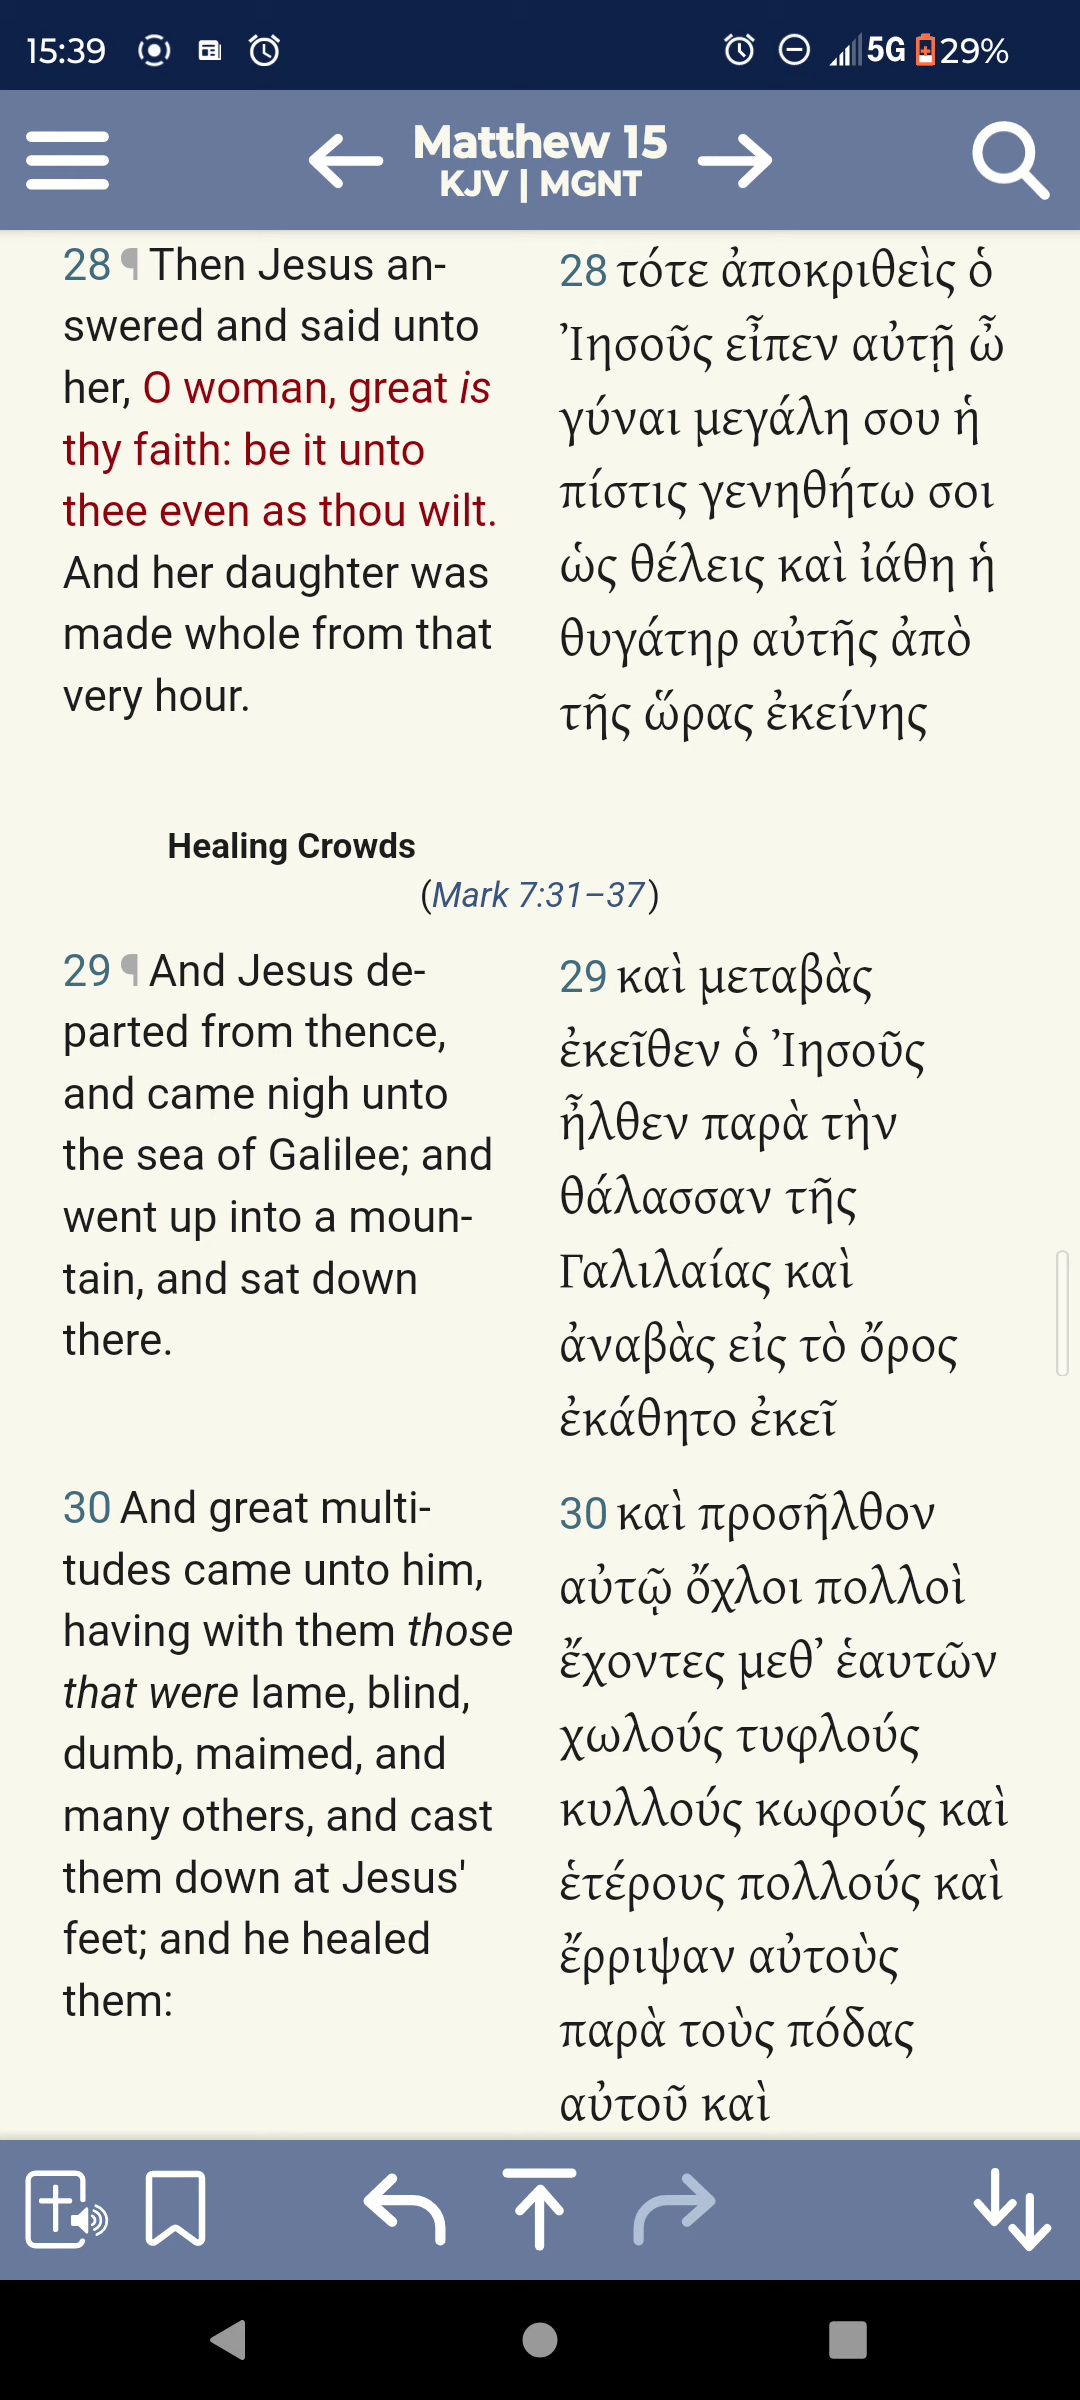 15:39
5G 29%
Matthew 15
KJV | MGNT
28 ¶ Then Jesus an-
swered and said unto
her, O woman, great is
thy faith: be it unto
thee even as thou wilt.
And her daughter was
made whole from that
very hour.
28 τότε ἀποκριθεὶς ὁ
Ἰησοῦς εἶπεν αὐτῇ ὦ
γύναι μεγάλη σου ἡ
πίστις γενηθήτω σοι
ὡς θέλεις καὶ ἰάθη ἡ
θυγάτηρ αὐτῆς ἀπὸ
τῆς ὥρας ἐκείνης
Healing Crowds
(Mark 7:31–37)
29 ¶ And Jesus de-
parted from thence,
and came nigh unto
the sea of Galilee; and
went up into a moun-
tain, and sat down
there.
29 καὶ μεταβὰς
ἐκεῖθεν ὁ Ἰησοῦς
ἦλθεν παρὰ τὴν
θάλασσαν τῆς
Γαλιλαίας καὶ
ἀναβὰς εἰς τὸ ὄρος
ἐκάθητο ἐκεῖ
30 And great multi-
tudes came unto him,
having with them those
that were lame, blind,
dumb, maimed, and
many others, and cast
them down at Jesus'
feet; and he healed
them:
30 καὶ προσῆλθον
αὐτῷ ὄχλοι πολλοὶ
ἔχοντες μεθ’ ἑαυτῶν
χωλούς τυφλούς
κυλλούς κωφούς καὶ
ἑτέρους πολλούς καὶ
ἔρριψαν αὐτοὺς
παρὰ τοὺς πόδας
αὐτοῦ καὶ